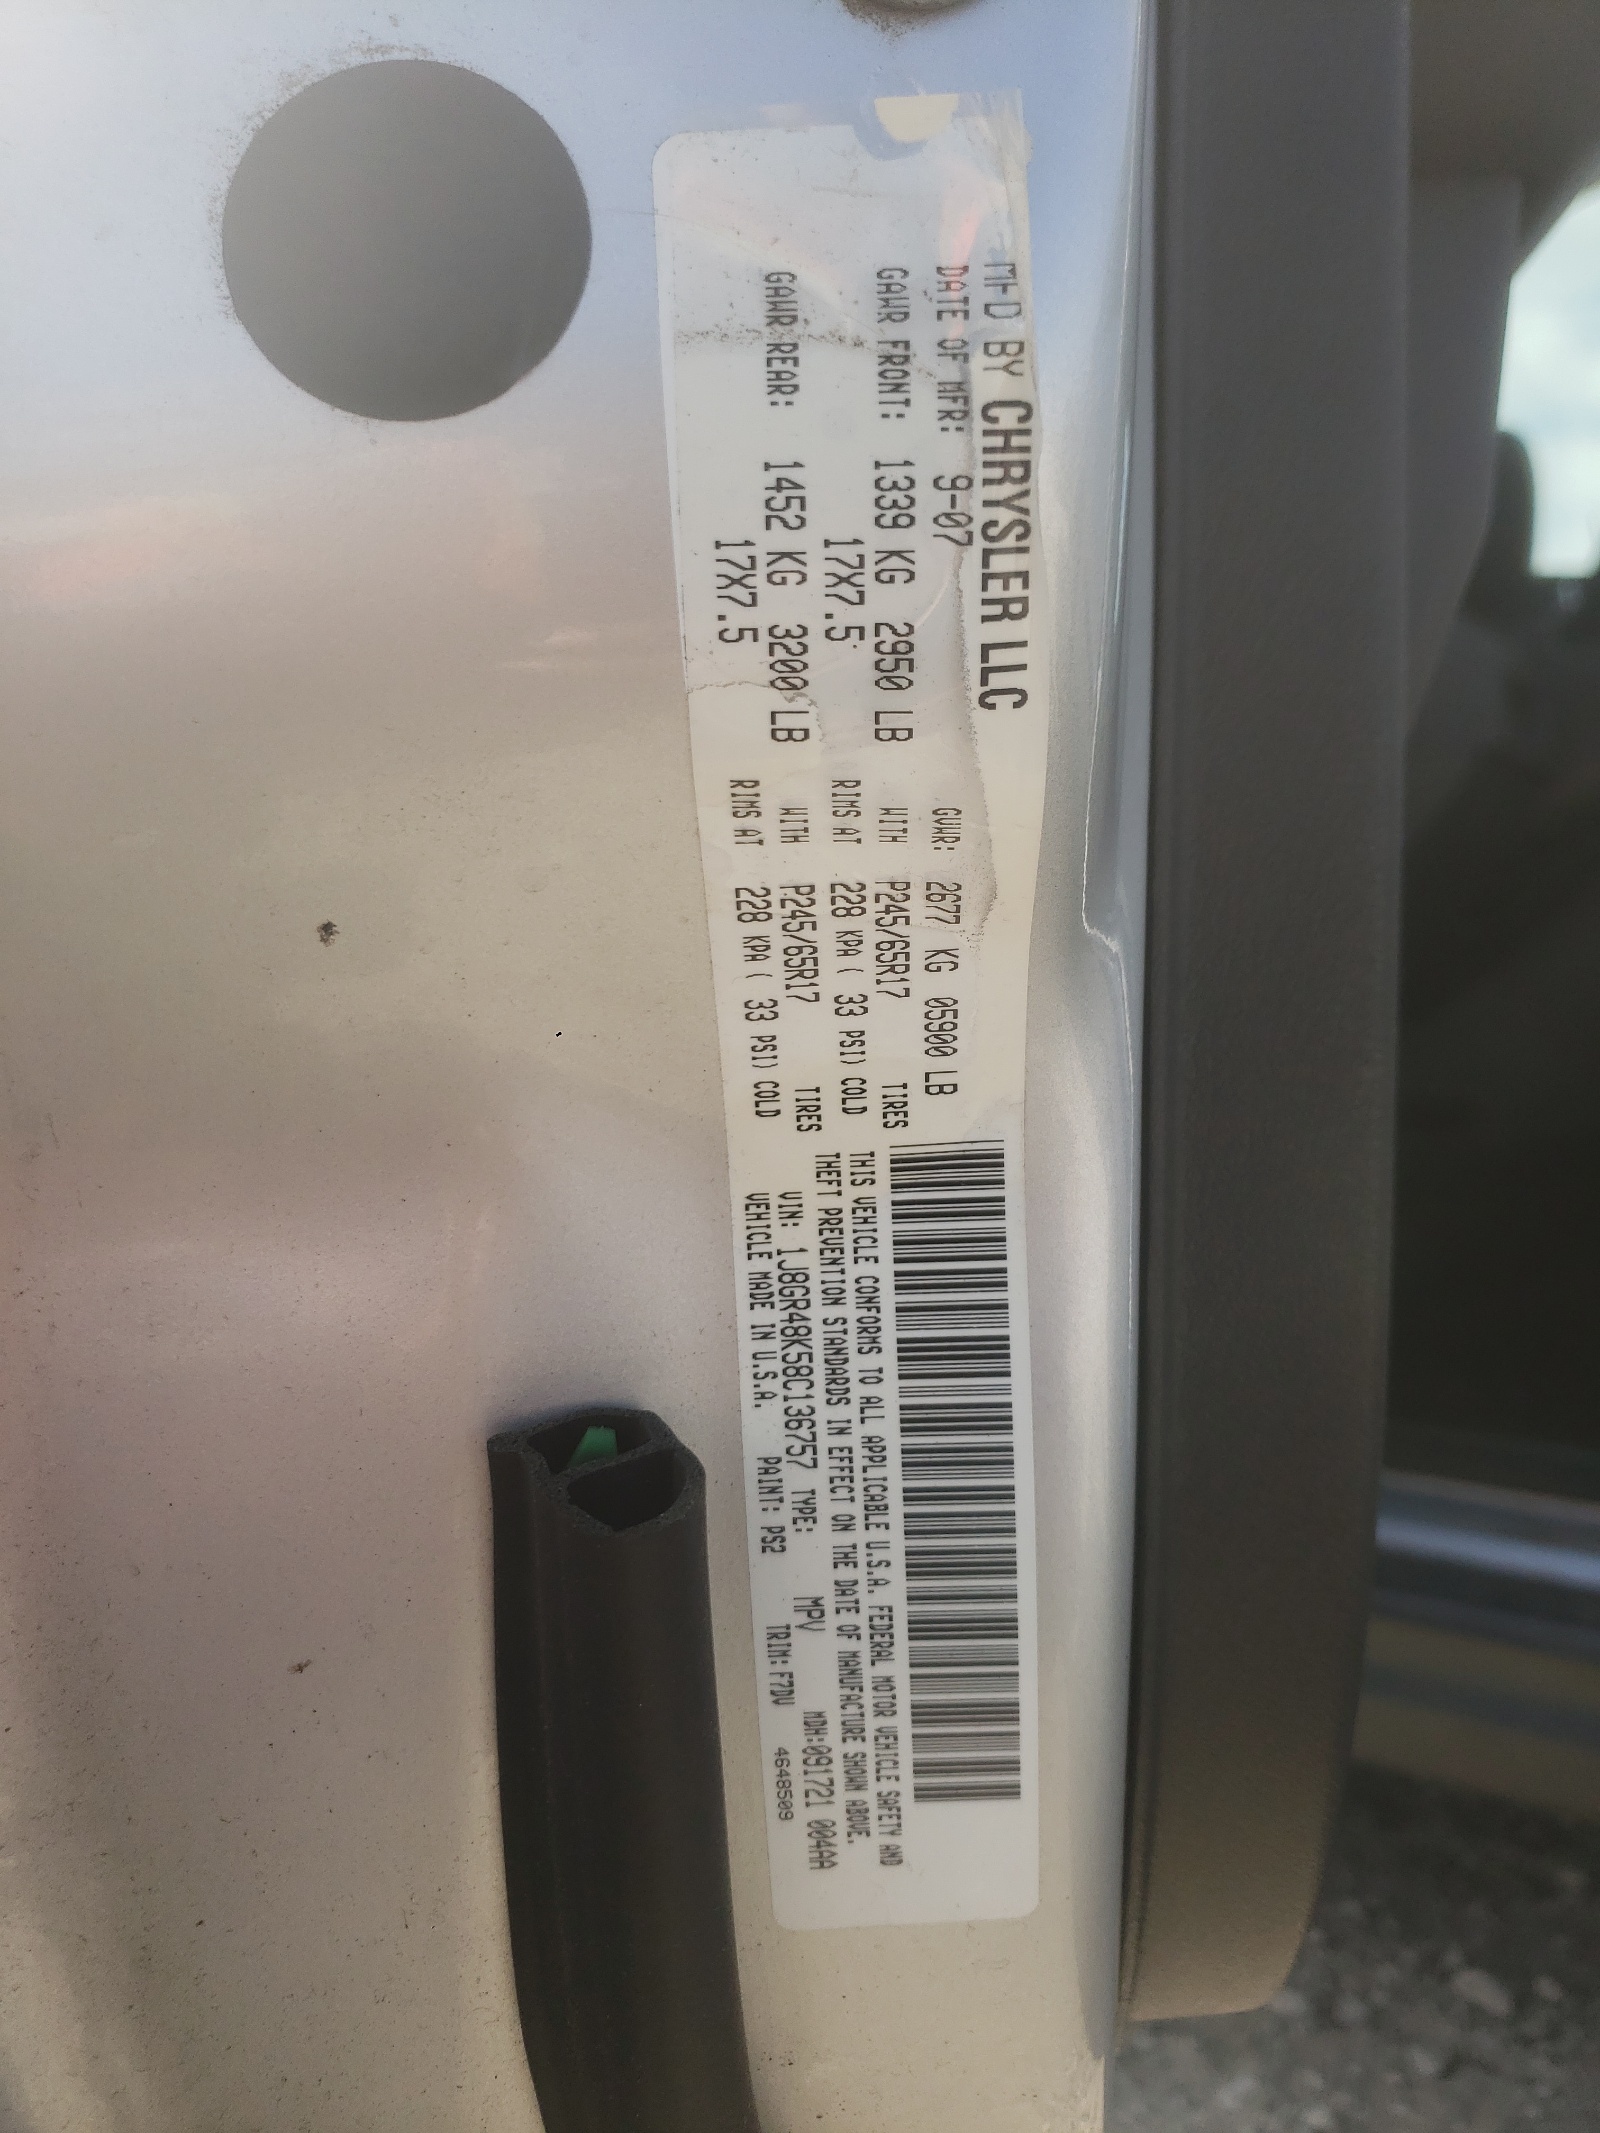 MFD BY CHRYSLER LLC
DATE OF MFR: 9-07 GVWR: 2677 KG 05900 LB
GAWR FRONT: 1339 KG 2950 LB WITH P245/65R17 TIRES
17X7.5 RIMS AT 228 KPA ( 33 PSI) COLD
GAWR REAR: 1452 KG 3200 LB WITH P245/65R17 TIRES
17X7.5 RIMS AT 228 KPA ( 33 PSI) COLD
THIS VEHICLE CONFORMS TO ALL APPLICABLE U.S.A. FEDERAL MOTOR VEHICLE SAFETY AND
THEFT PREVENTION STANDARDS IN EFFECT ON THE DATE OF MANUFACTURE SHOWN ABOVE.
VIN: 1J8GR48K58C136757 TYPE: MPV MDH:091721 004AA
VEHICLE MADE IN U.S.A. PAINT: PS2 TRIM: F7DV 4648509